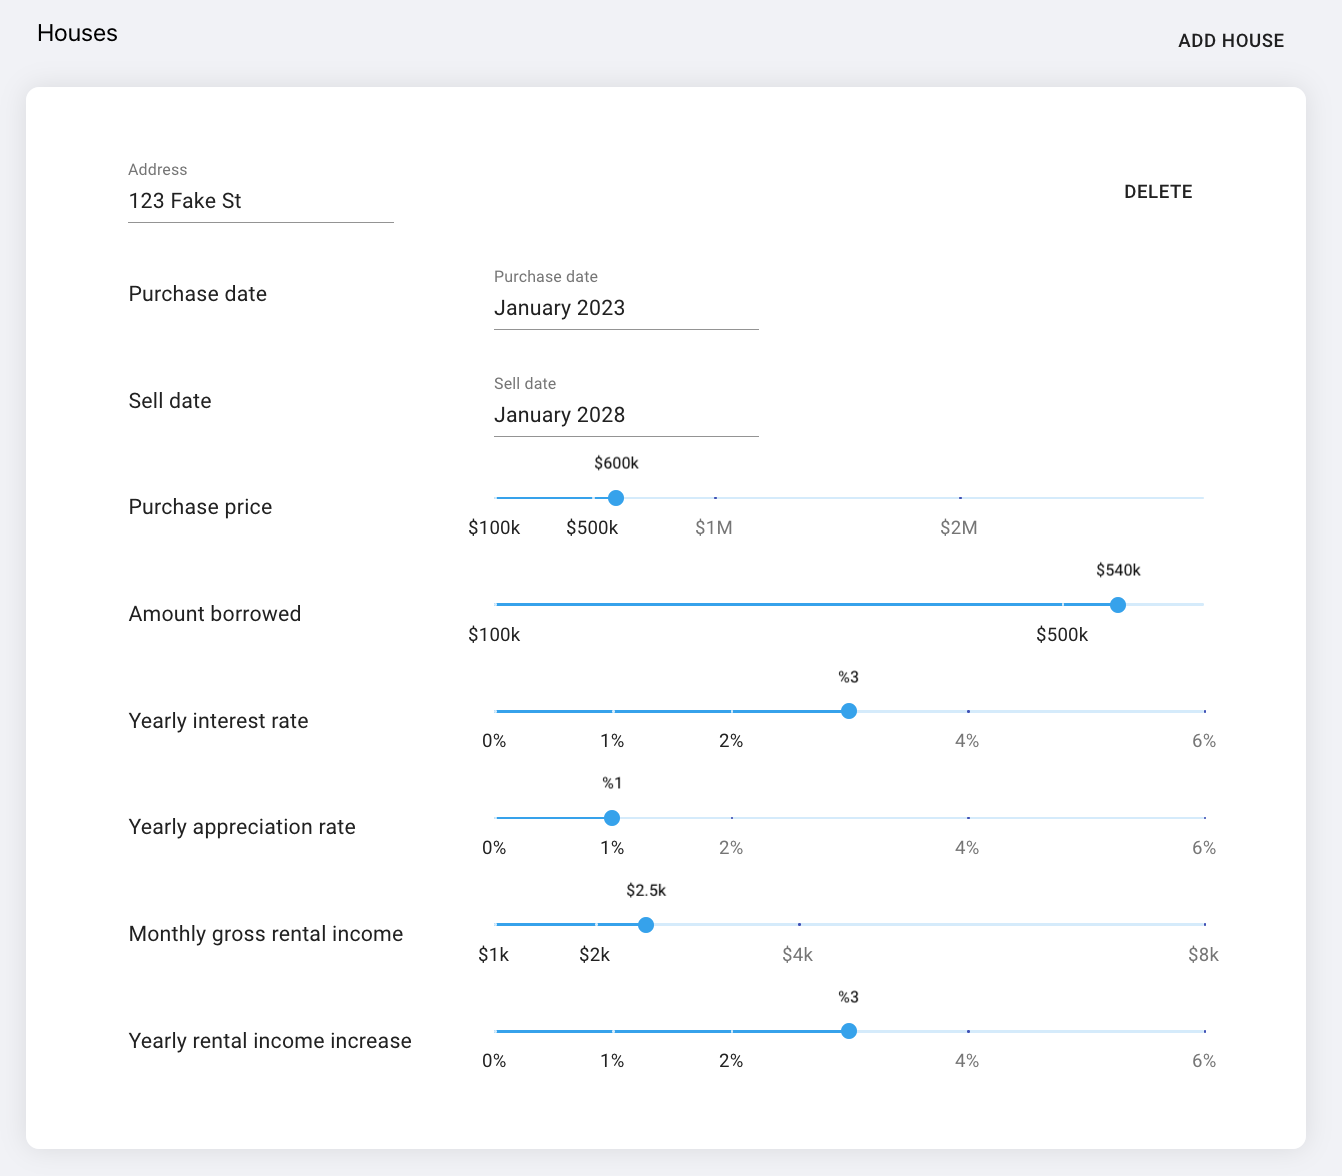 Houses
ADD HOUSE
Address
123 Fake St
DELETE
Purchase date
Purchase date
January 2023
Sell date
Sell date
January 2028
$600k
Purchase price
$100k $500k $1M $2M
$540k
Amount borrowed
$100k $500k
%3
Yearly interest rate
0% 1% 2% 4% 6%
%1
Yearly appreciation rate
0% 1% 2% 4% 6%
$2.5k
Monthly gross rental income
$1k $2k $4k $8k
%3
Yearly rental income increase
0% 1% 2% 4% 6%